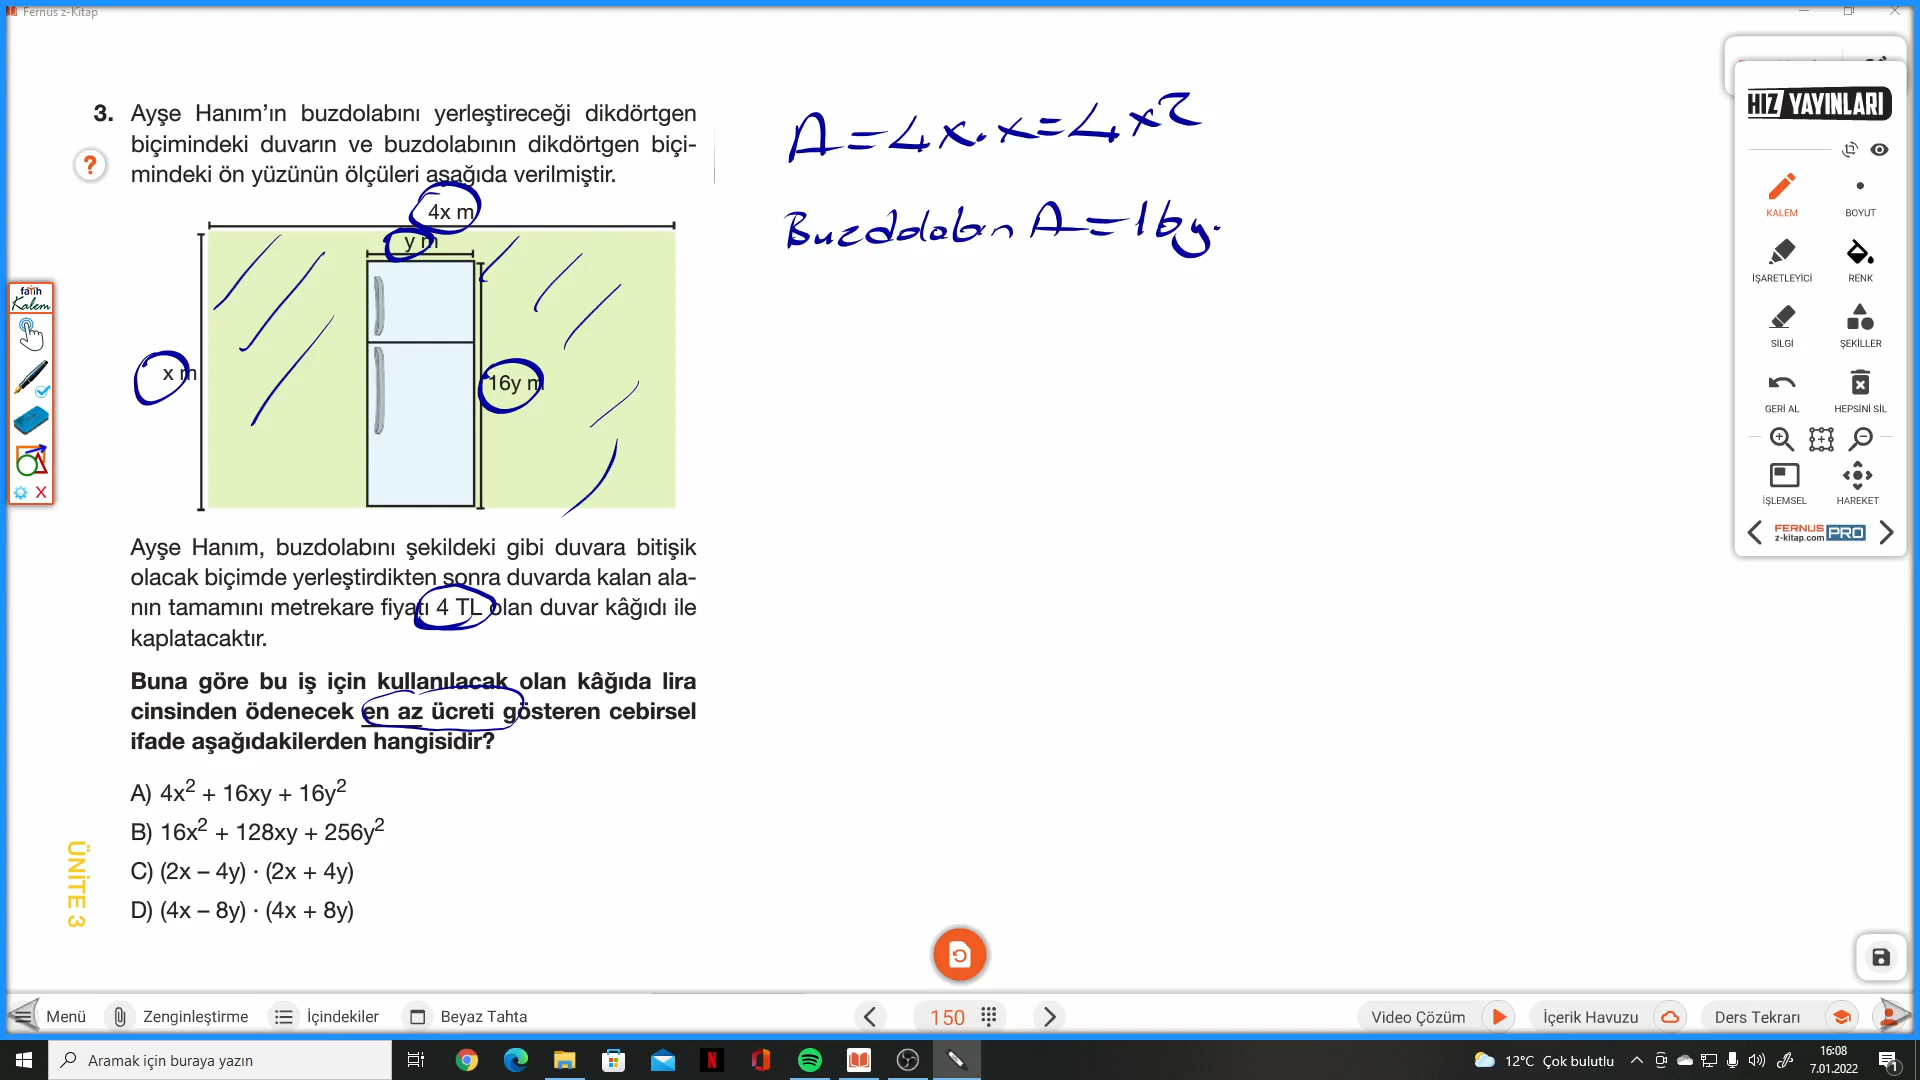 Fernus z-Kitap
3. Ayşe Hanım’ın buzdolabını yerleştireceği dikdörtgen
biçimindeki duvarın ve buzdolabının dikdörtgen biçi-
mindeki ön yüzünün ölçüleri aşağıda verilmiştir.
?
4x m
y m
x m
16y m
A = 4x . x = 4x²
Buzdolabın A = 16y.
Ayşe Hanım, buzdolabını şekildeki gibi duvara bitişik
olacak biçimde yerleştirdikten sonra duvarda kalan ala-
nın tamamını metrekare fiyatı 4 TL olan duvar kâğıdı ile
kaplatacaktır.
Buna göre bu iş için kullanılacak olan kâğıda lira
cinsinden ödenecek en az ücreti gösteren cebirsel
ifade aşağıdakilerden hangisidir?
A) 4x² + 16xy + 16y²
B) 16x² + 128xy + 256y²
C) (2x – 4y) · (2x + 4y)
D) (4x – 8y) · (4x + 8y)
ÜNİTE 3
fatih
Kalem
HIZ YAYINLARI
KALEM
BOYUT
İŞARETLEYİCİ
RENK
SİLGİ
ŞEKİLLER
GERİ AL
HEPSİNİ SİL
İŞLEMSEL
HAREKET
FERNUS
z-kitap.com PRO
Menü
Zenginleştirme
İçindekiler
Beyaz Tahta
150
Video Çözüm
İçerik Havuzu
Ders Tekrarı
Aramak için buraya yazın
12°C Çok bulutlu
16:08
7.01.2022
1